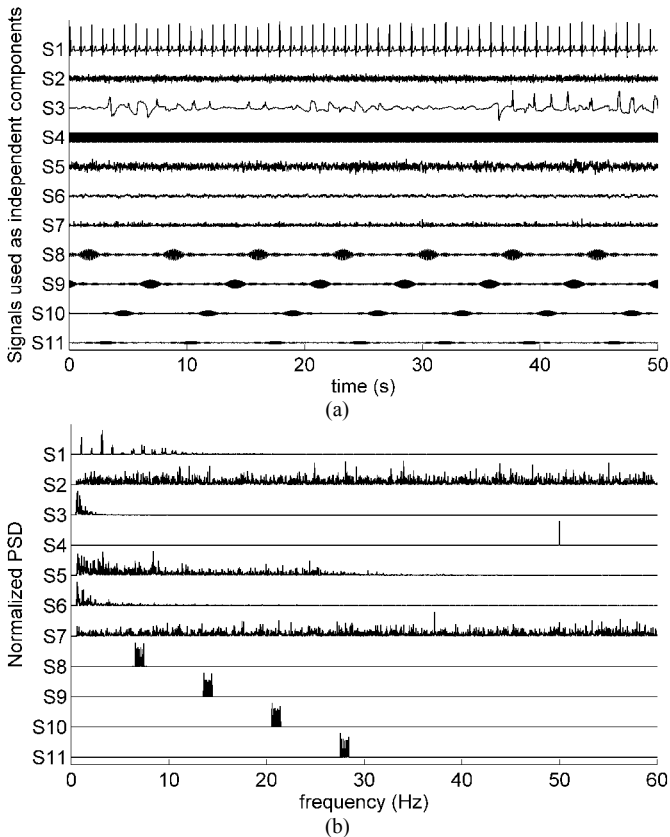 Signals used as independent components
S1
S2
S3
S4
S5
S6
S7
S8
S9
S10
S11
0 10 20 30 40 50
time (s)
(a)
Normalized PSD
S1
S2
S3
S4
S5
S6
S7
S8
S9
S10
S11
0 10 20 30 40 50 60
frequency (Hz)
(b)